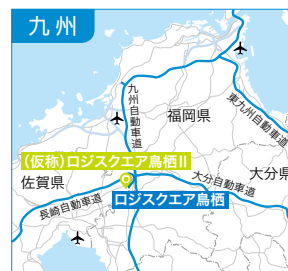 九州
九州自動車道
福岡県
東九州自動車道
（仮称）ロジスクエア鳥栖Ⅱ
佐賀県
大分自動車道
大分県
長崎自動車道
ロジスクエア鳥栖